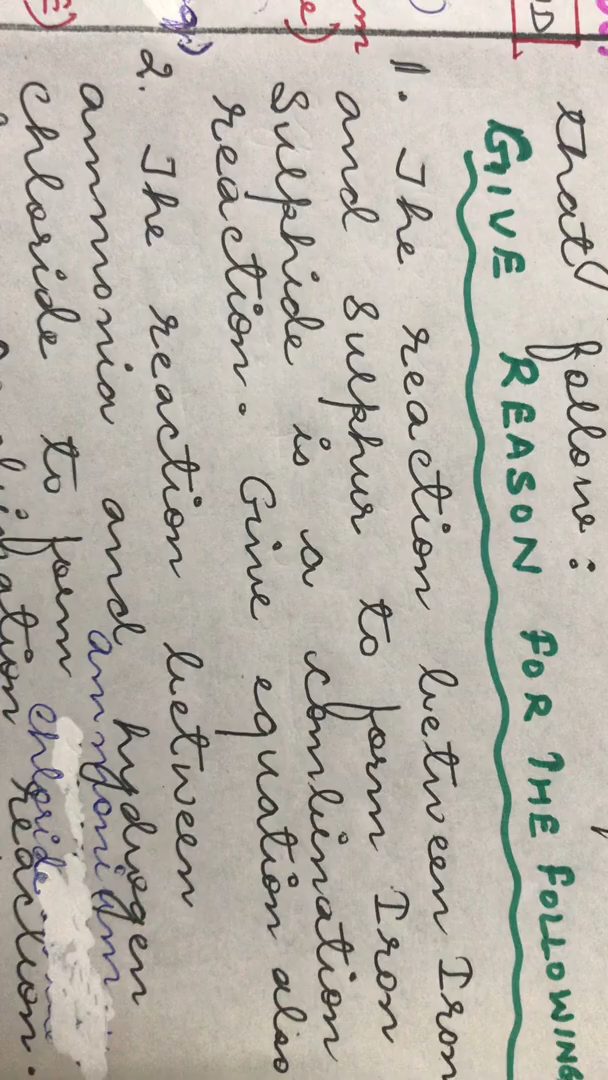 that follow:
GIVE REASON FOR THE FOLLOWING
1. The reaction between Iron
and sulphur to form Iron
Sulphide is a combination
reaction. Give equation also
2. The reaction between
ammonia and hydrogen
chloride to form ammonium
chloride
reaction.